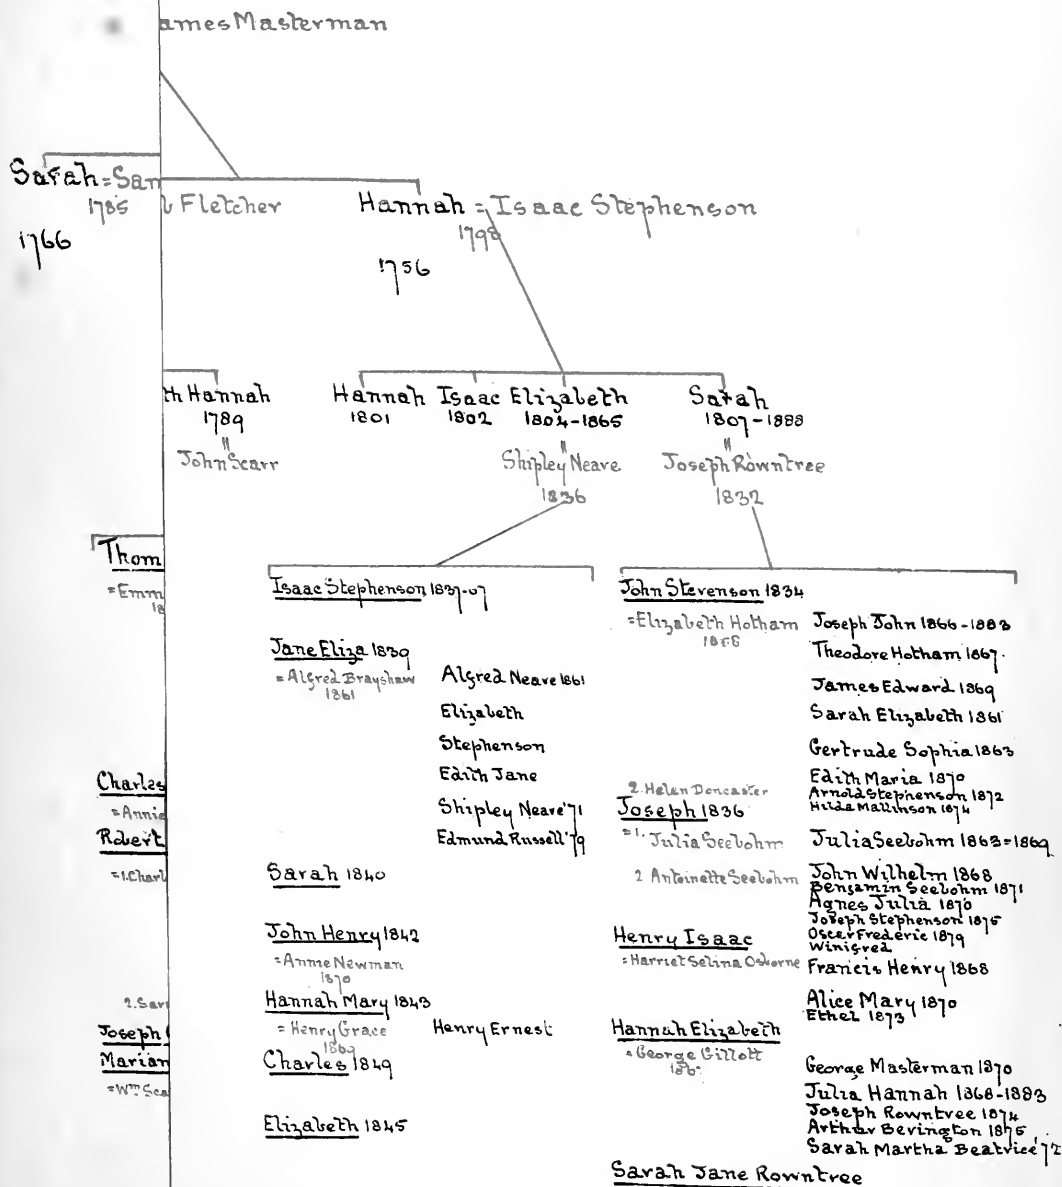 ames Masterman
Sarah = Sam
1785
l Fletcher
1766
Hannah = Isaac Stephenson
1798
1756
th Hannah
1789
=
John Scarr
Hannah
1801
Isaac
1802
Elizabeth
1804-1865
=
Shipley Neave
1836
Sarah
1807-1888
=
Joseph Rowntree
1832
Thom
=Emm
18
Charles
=Annie
Robert
=1.Charl
2.Sar
Joseph
Marian
=Wm Sca
Isaac Stephenson 1837-07
Jane Eliza 1839
=Alfred Brayshaw
1861
Alfred Neave 1861
Elizabeth
Stephenson
Edith Jane
Shipley Neave '71
Edmund Russell '79
Sarah 1840
John Henry 1842
=Annie Newman
1870
Hannah Mary 1843
= Henry Grace
Henry Ernest
Charles 1849
Elizabeth 1845
John Stevenson 1834
=Elizabeth Hotham
1858
Joseph John 1866-1883
Theodore Hotham 1867.
James Edward 1869
Sarah Elizabeth 1861
Gertrude Sophia 1863
Edith Maria 1870
Arnold Stephenson 1872
Hilda Mallinson 1874
2. Helen Doncaster
Joseph 1836
=1. Julia Seebohm
Julia Seebohm 1863=1869
2 Antoinette Seebohm
John Wilhelm 1868
Benjamin Seebohm 1871
Agnes Julia 1870
Joseph Stephenson 1875
Oscar Frederic 1879
Winifred
Henry Isaac
=Harriet Selina Osborne
Francis Henry 1868
Alice Mary 1870
Ethel 1873
Hannah Elizabeth
=George Gillott
186
George Masterman 1870
Julia Hannah 1868-1883
Joseph Rowntree 1874
Arthur Bevington 1875
Sarah Martha Beatrice '72
Sarah Jane Rowntree